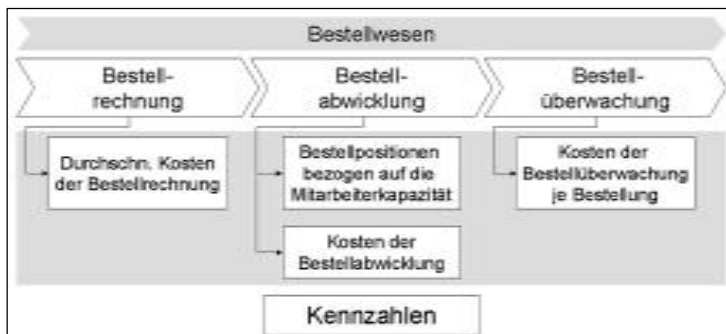 Bestellwesen
Bestell-
rechnung
Bestell-
abwicklung
Bestell-
überwachung
Durchschn. Kosten
der Bestellrechnung
Bestellpositionen
bezogen auf die
Mitarbeiterkapazität
Kosten der
Bestellüberwachung
je Bestellung
Kosten der
Bestellabwicklung
Kennzahlen